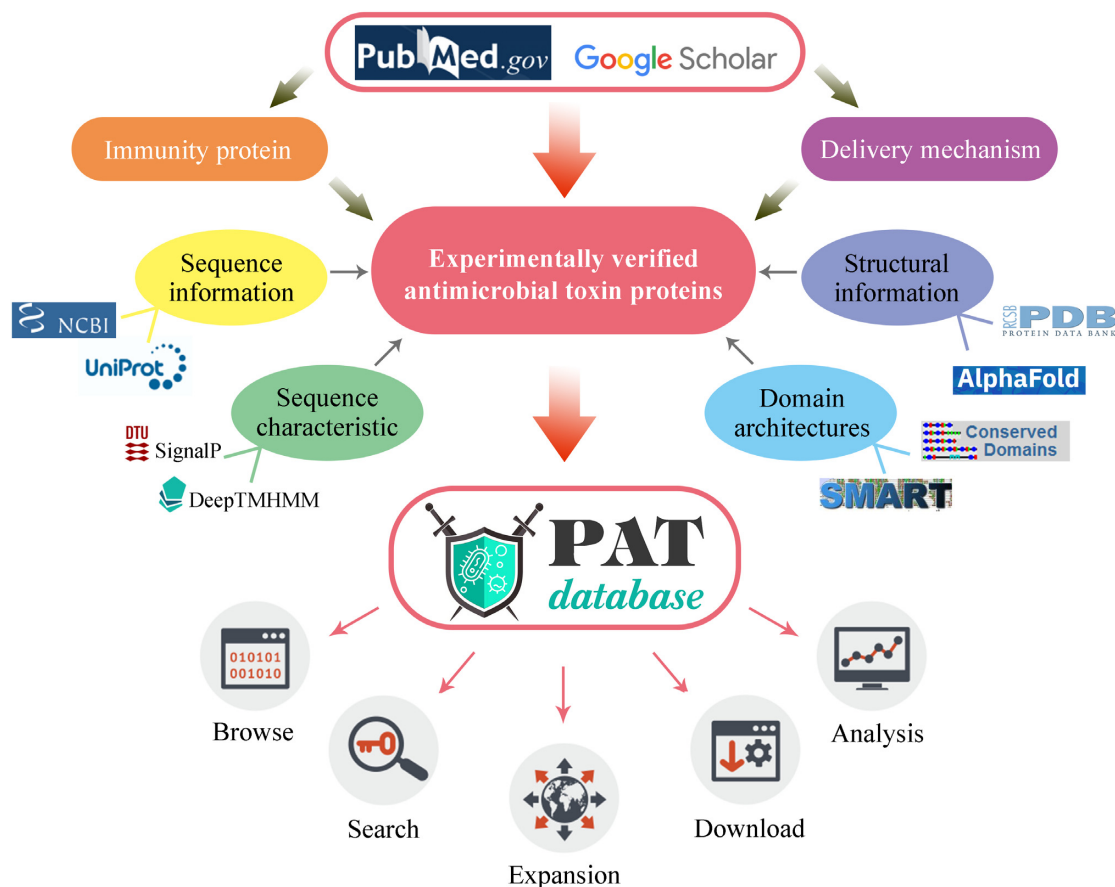 PubMed.gov
Google Scholar
Immunity protein
Delivery mechanism
Experimentally verified
antimicrobial toxin proteins
Sequence
information
Structural
information
NCBI
UniProt
RCSB
PDB
PROTEIN DATA BANK
AlphaFold
Sequence
characteristic
Domain
architectures
DTU
SignalP
DeepTMHMM
Conserved
Domains
SMART
PAT
database
010101
001010
Browse
Search
Expansion
Download
Analysis